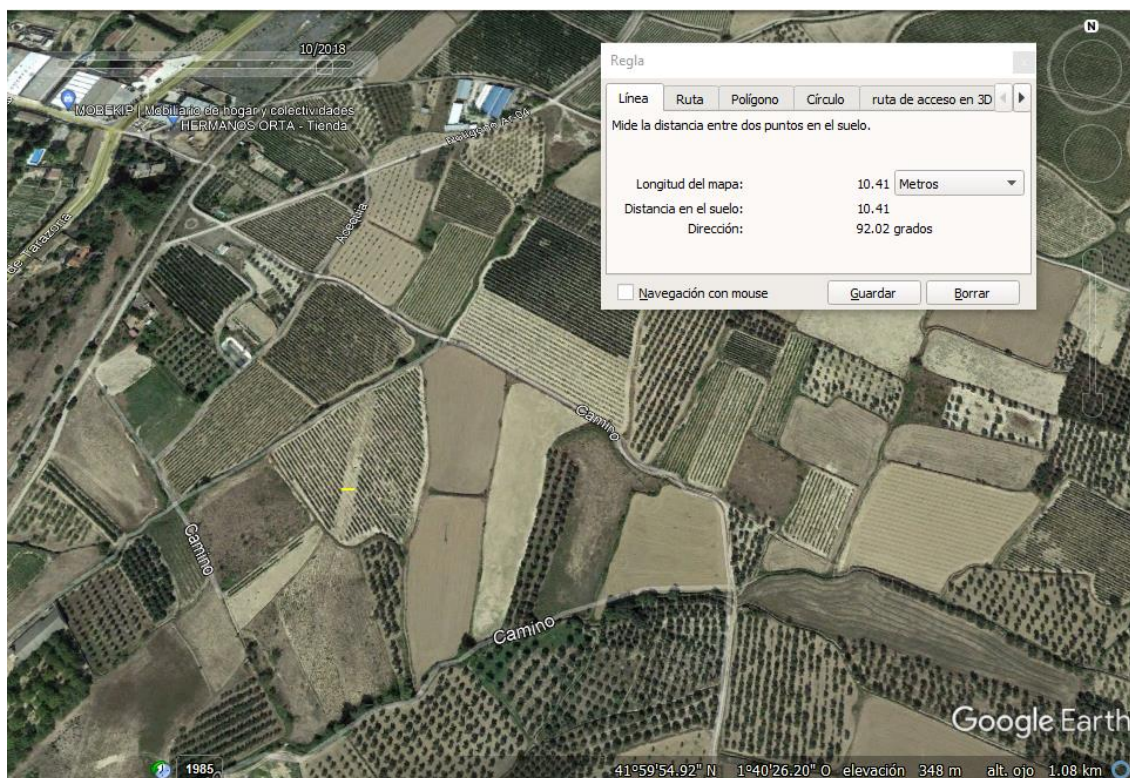 10/2018
MOBEKIP | Mobiliario de hogar y colectividades
HERMANOS ORTA - Tienda
Polígono Ar-04
Acequia
de Tarazona
Camino
Camino
Camino
N
Regla
Línea
Ruta
Polígono
Círculo
ruta de acceso en 3D
Mide la distancia entre dos puntos en el suelo.
Longitud del mapa: 10.41 Metros
Distancia en el suelo: 10.41
Dirección: 92.02 grados
Navegación con mouse
Guardar
Borrar
Google Earth
1985
41°59'54.92" N 1°40'26.20" O elevación 348 m alt. ojo 1.08 km